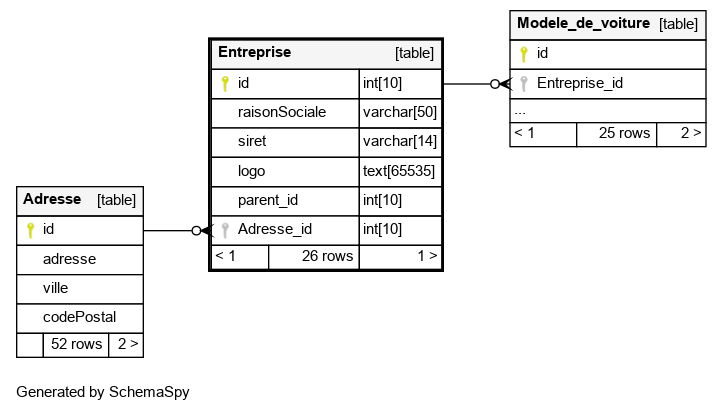 Modele_de_voiture [table]
id
Entreprise_id
...
< 1 25 rows 2 >
Entreprise [table]
id int[10]
raisonSociale varchar[50]
siret varchar[14]
logo text[65535]
parent_id int[10]
Adresse_id int[10]
< 1 26 rows 1 >
Adresse [table]
id
adresse
ville
codePostal
52 rows 2 >
Generated by SchemaSpy